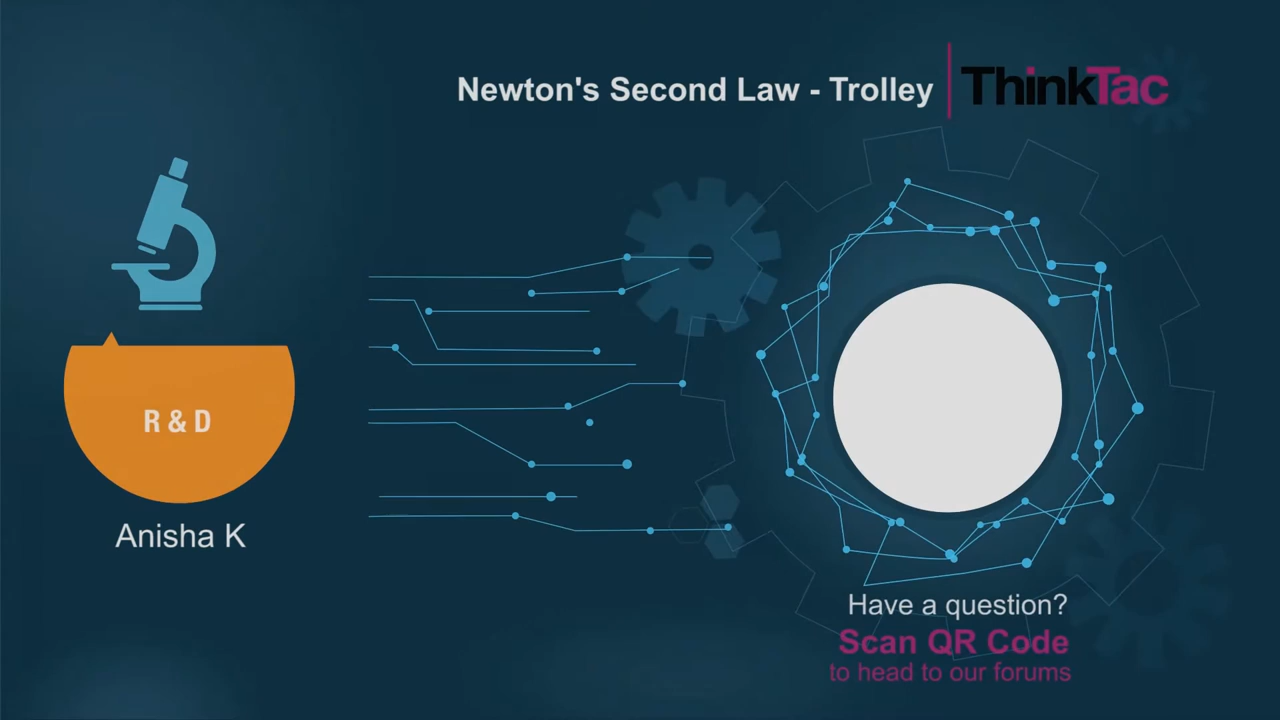 Newton's Second Law - Trolley
ThinkTac
R & D
Anisha K
Have a question?
Scan QR Code
to head to our forums